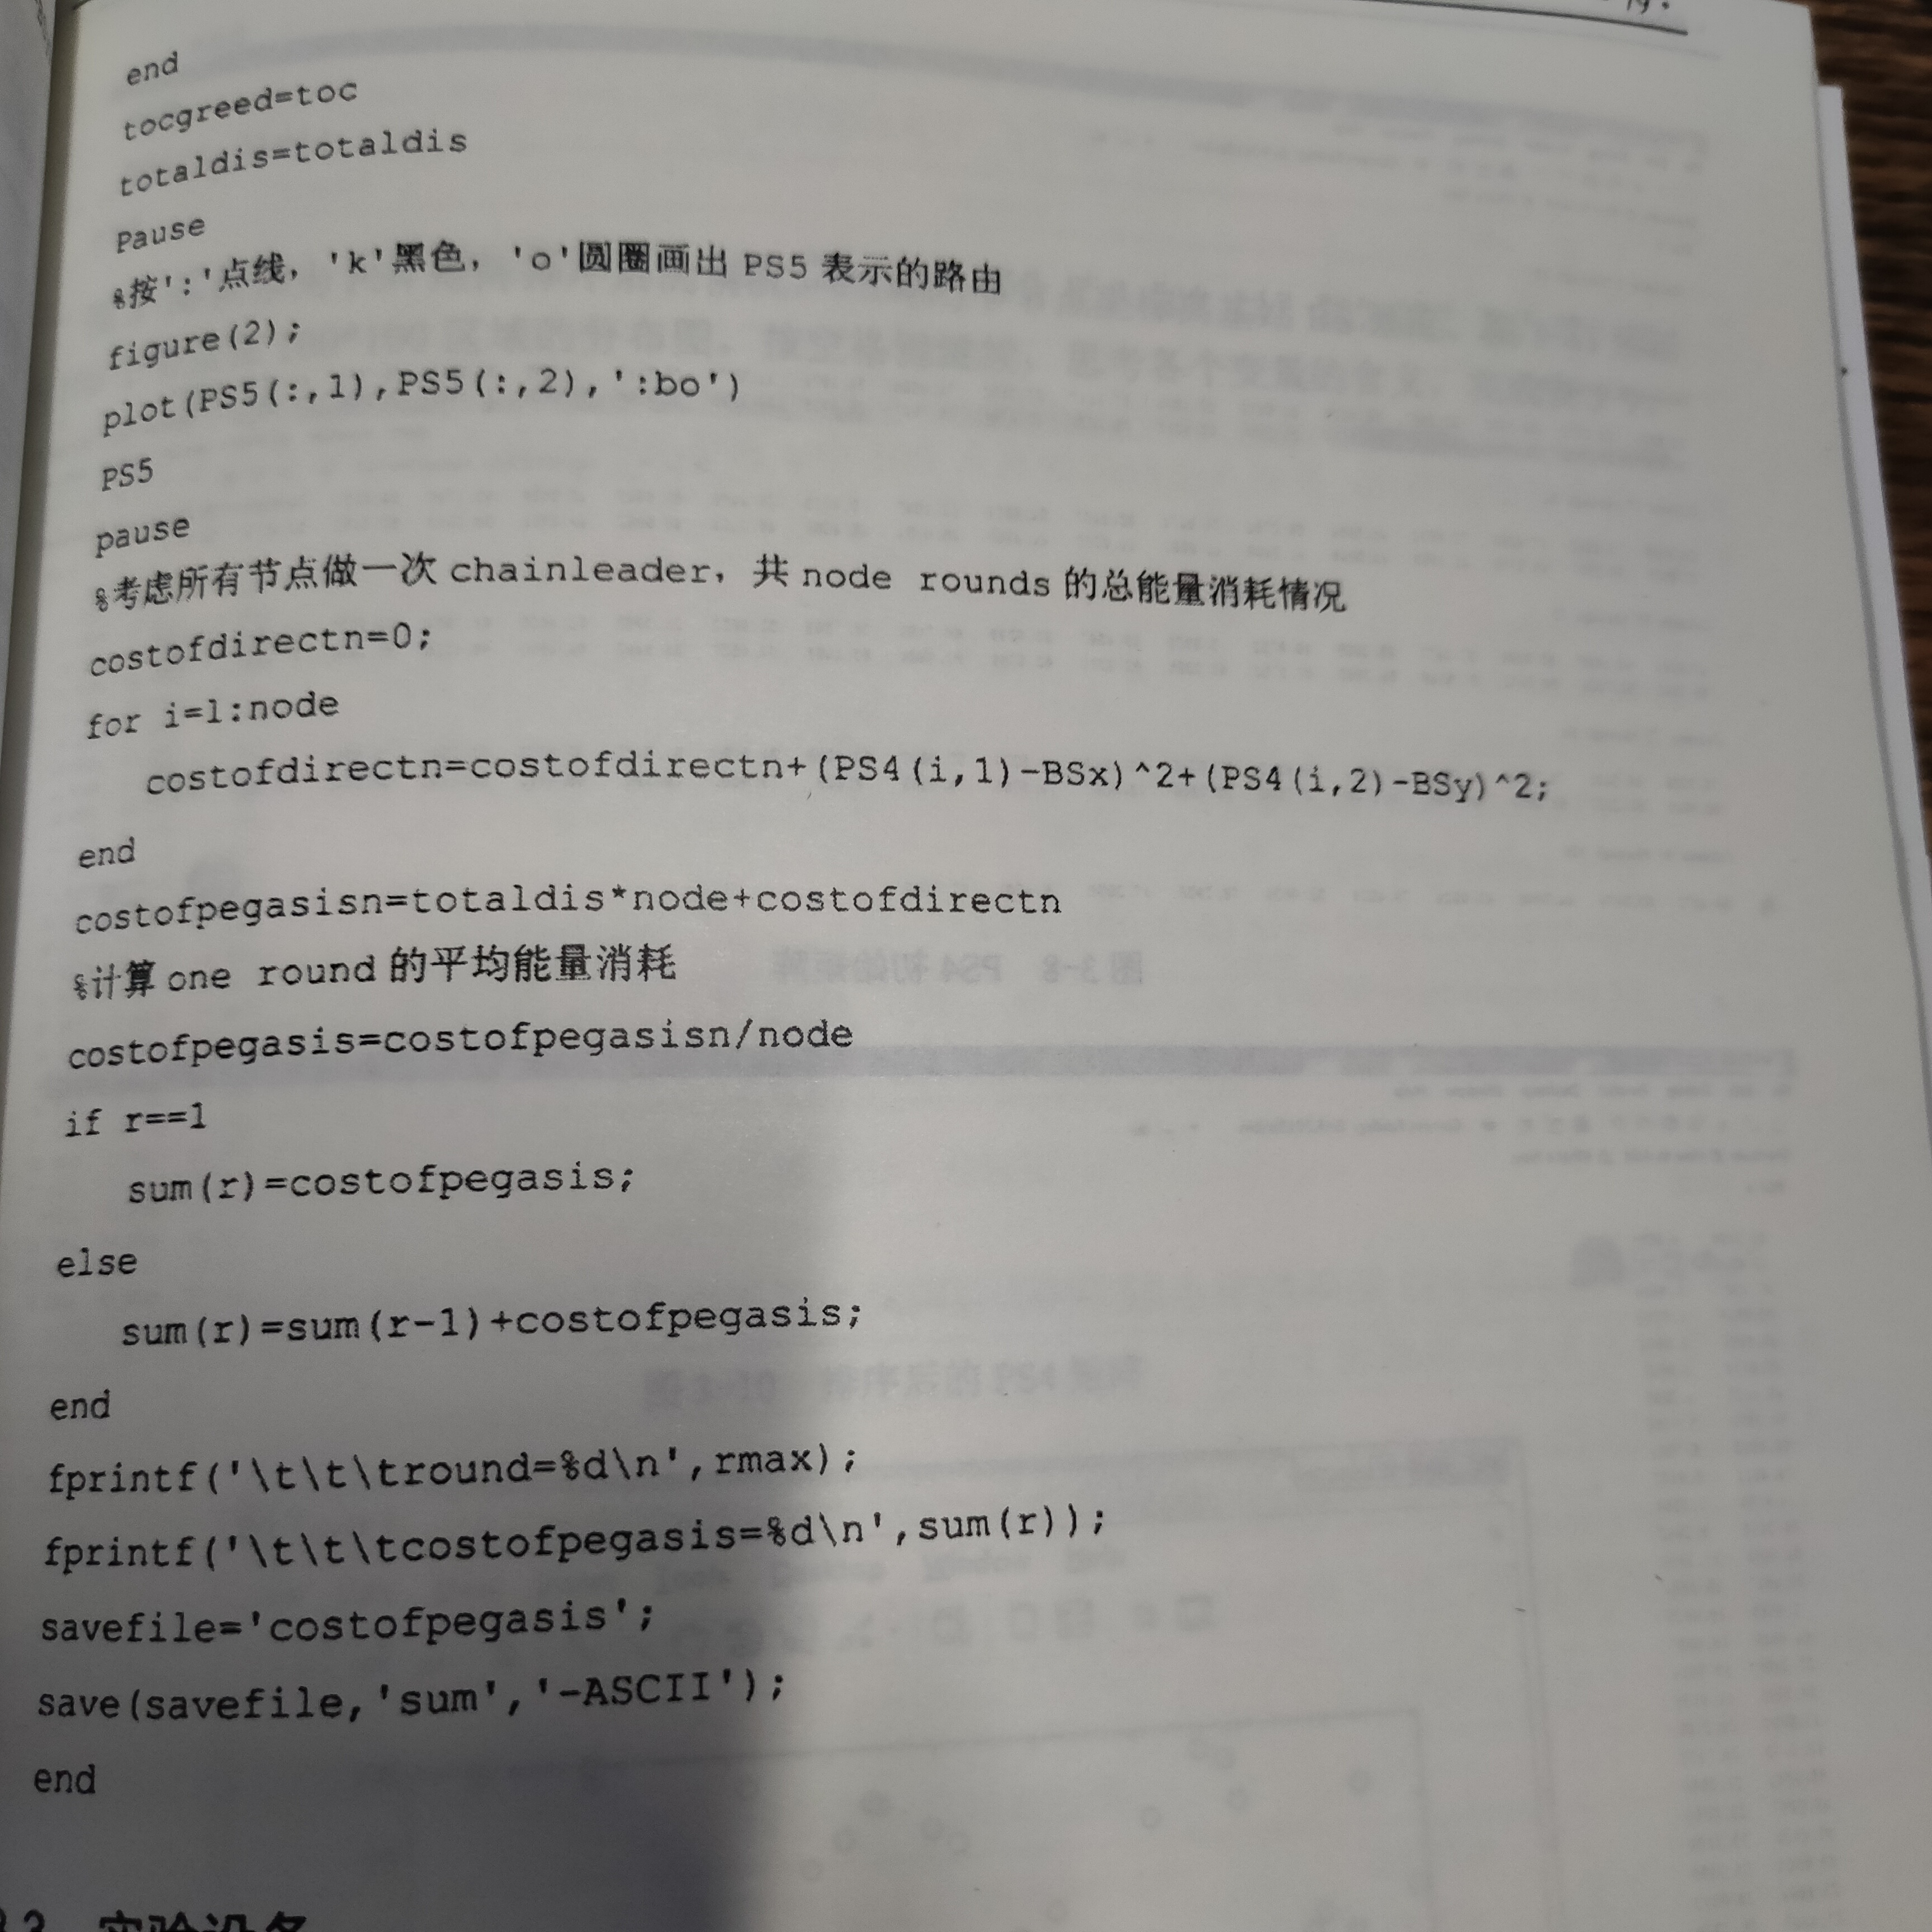 end
tocgreed=toc
totaldis=totaldis
Pause
%按':'点线，'k'黑色，'o'圆圈画出 PS5 表示的路由
figure(2);
plot(PS5(:,1),PS5(:,2),':bo')
PS5
pause
%考虑所有节点做一次 chainleader，共 node rounds 的总能量消耗情况
costofdirectn=0;
for i=1:node
costofdirectn=costofdirectn+(PS4(i,1)-BSx)^2+(PS4(i,2)-BSy)^2;
end
costofpegasisn=totaldis*node+costofdirectn
%计算 one round 的平均能量消耗
costofpegasis=costofpegasisn/node
if r==1
sum(r)=costofpegasis;
else
sum(r)=sum(r-1)+costofpegasis;
end
fprintf('\t\t\tround=%d\n',rmax);
fprintf('\t\t\tcostofpegasis=%d\n',sum(r));
savefile='costofpegasis';
save(savefile,'sum','-ASCII');
end
实验设备